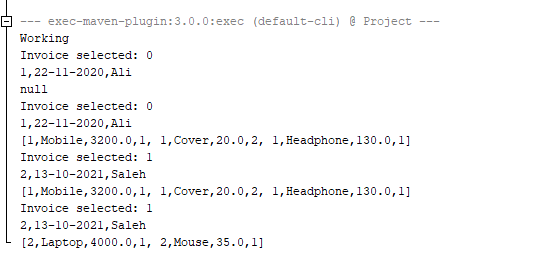 --- exec-maven-plugin:3.0.0:exec (default-cli) @ Project ---
Working
Invoice selected: 0
1,22-11-2020,Ali
null
Invoice selected: 0
1,22-11-2020,Ali
[1,Mobile,3200.0,1, 1,Cover,20.0,2, 1,Headphone,130.0,1]
Invoice selected: 1
2,13-10-2021,Saleh
[1,Mobile,3200.0,1, 1,Cover,20.0,2, 1,Headphone,130.0,1]
Invoice selected: 1
2,13-10-2021,Saleh
[2,Laptop,4000.0,1, 2,Mouse,35.0,1]